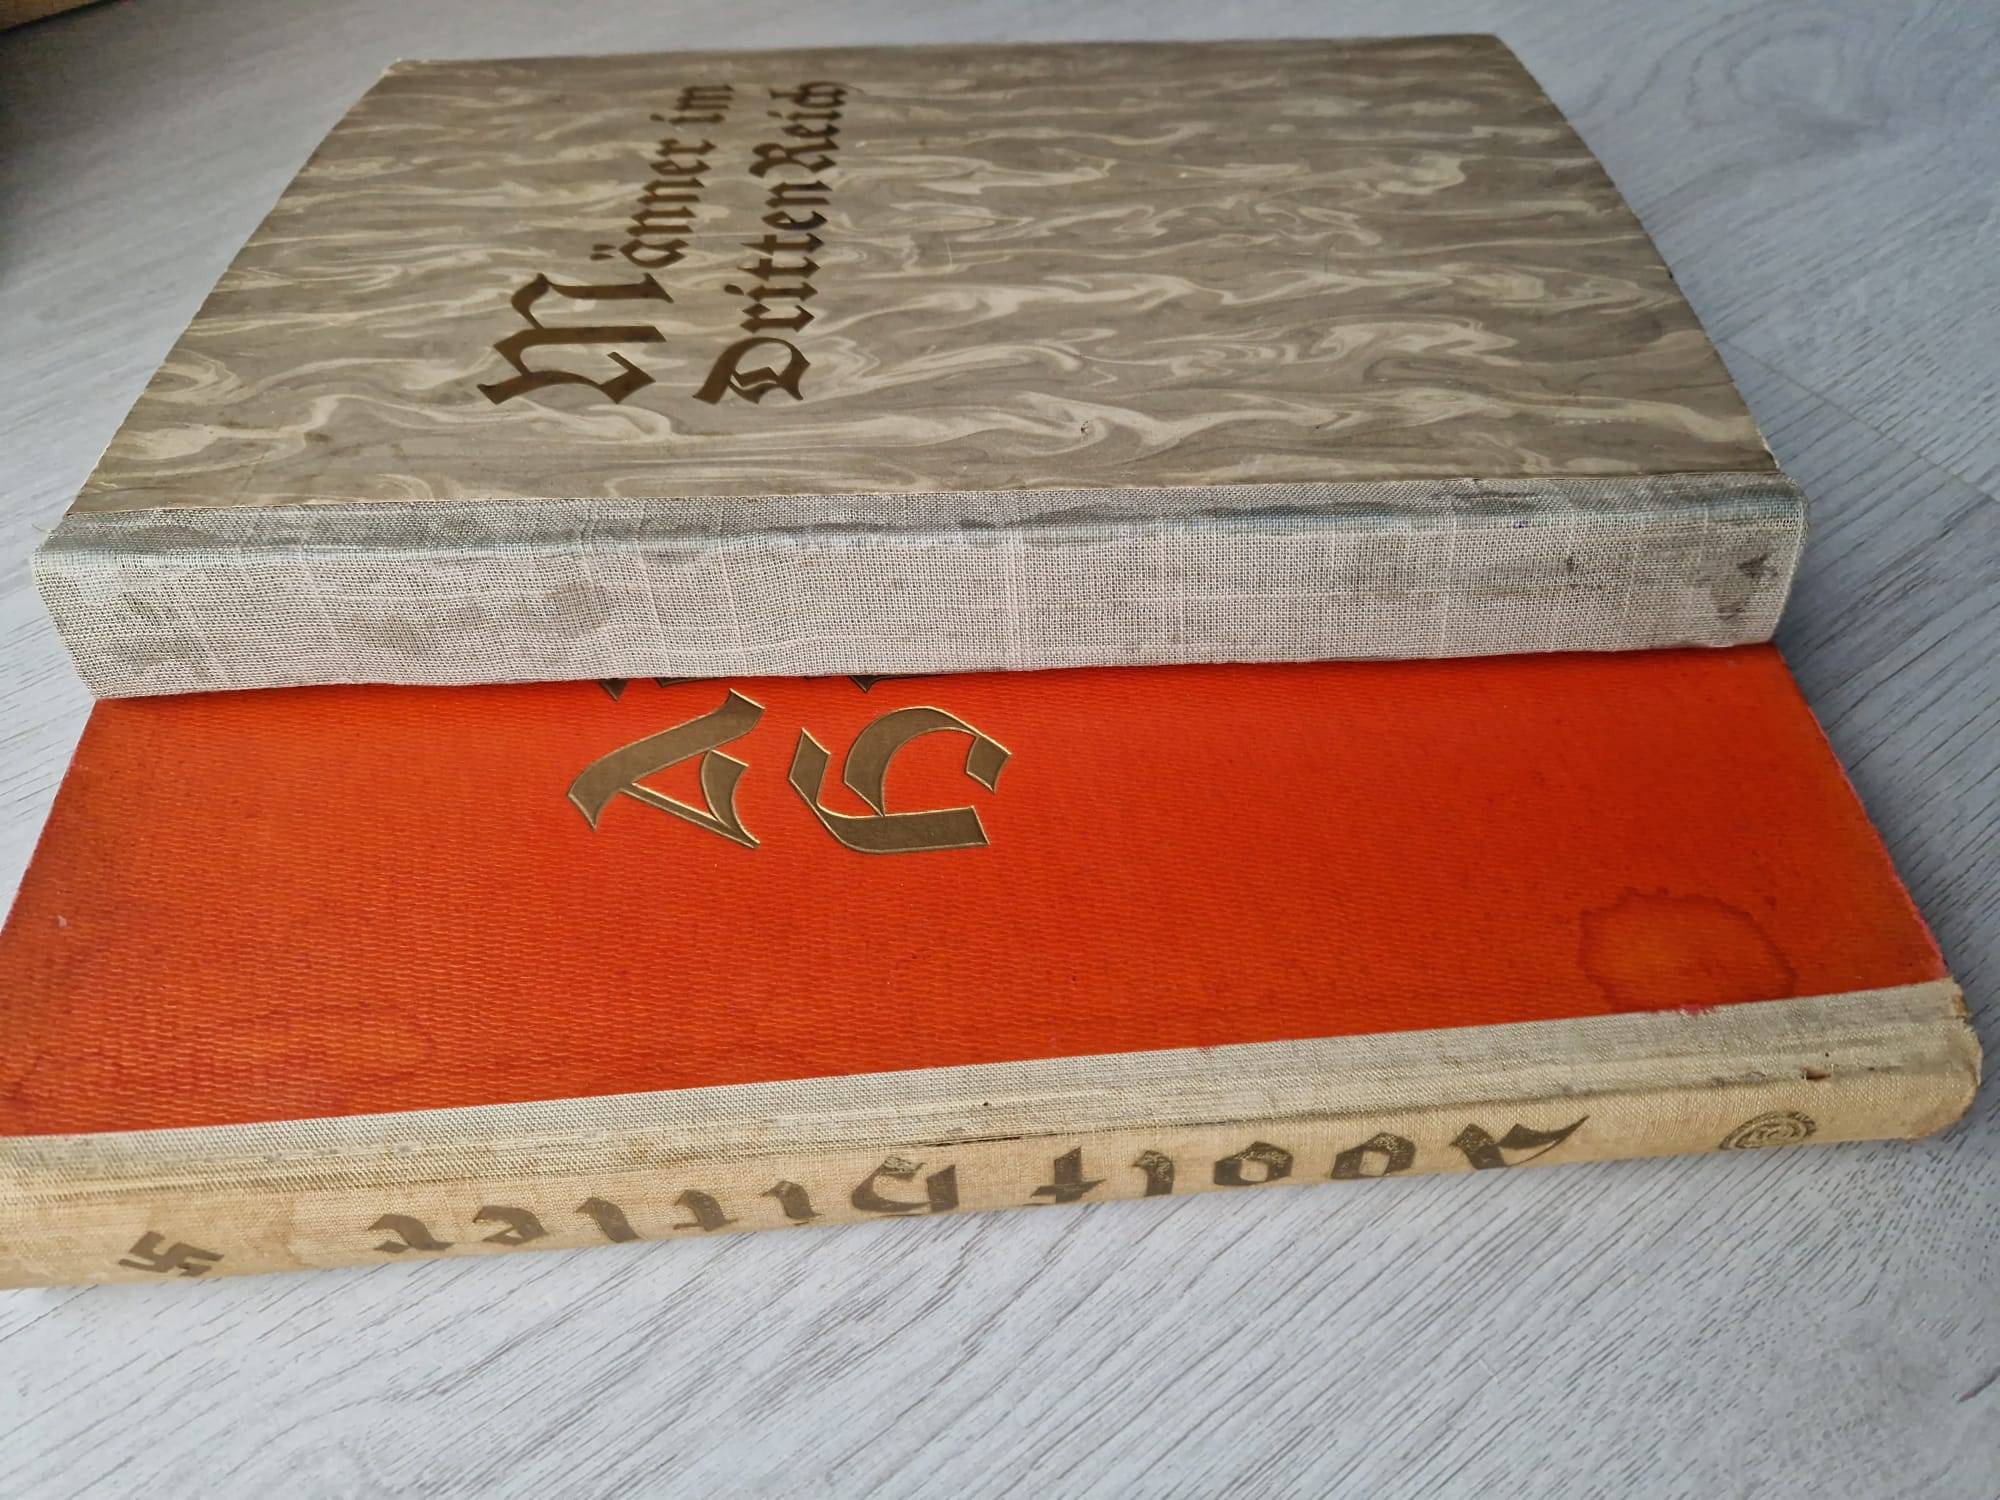 Männer im
Dritten Reich
A
H
Adolf Hitler